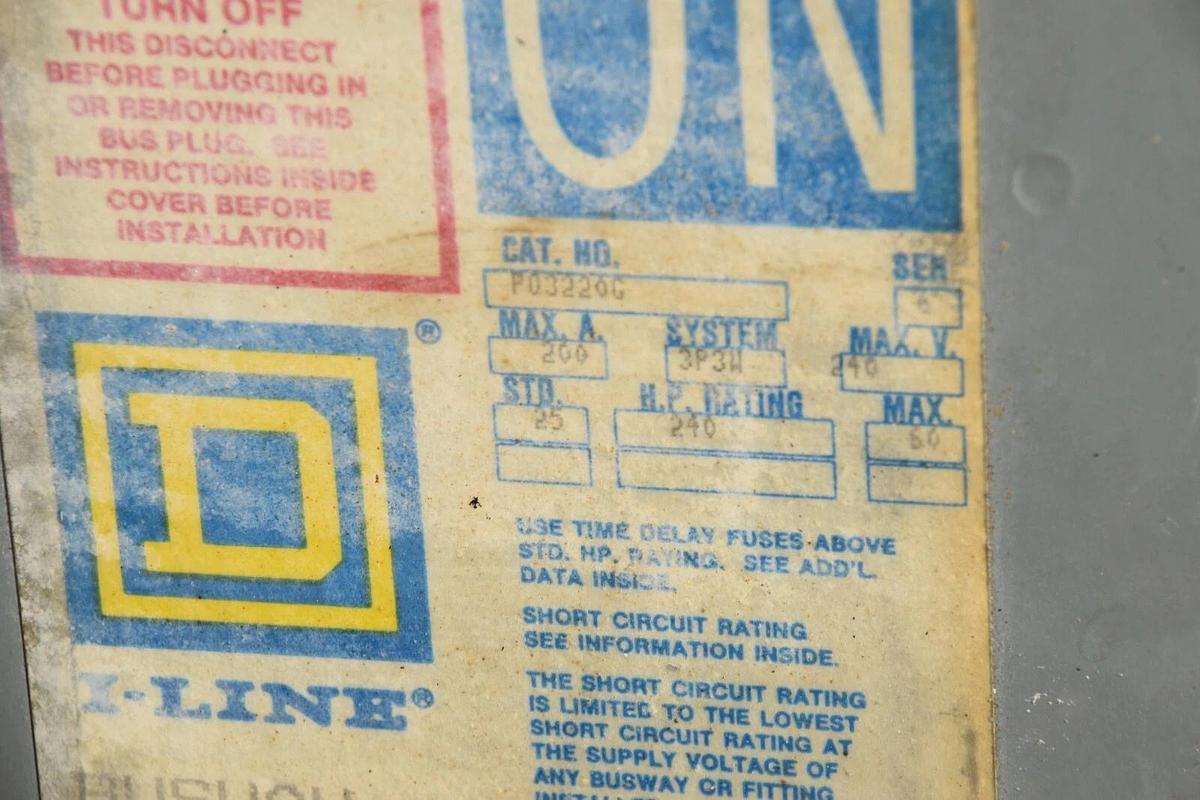 TURN OFF
THIS DISCONNECT
BEFORE PLUGGING IN
OR REMOVING THIS
BUS PLUG. SEE
INSTRUCTIONS INSIDE
COVER BEFORE
INSTALLATION
ON
CAT. NO. SER
MAX. A. SYSTEM MAX. V.
200 3P3W 240
STD. H.P. RATING MAX.
25 240 60
USE TIME DELAY FUSES ABOVE
STD. HP. RATING. SEE ADD'L
DATA INSIDE.
SHORT CIRCUIT RATING
SEE INFORMATION INSIDE.
THE SHORT CIRCUIT RATING
IS LIMITED TO THE LOWEST
SHORT CIRCUIT RATING AT
THE SUPPLY VOLTAGE OF
ANY BUSWAY OR FITTING
D ®
I-LINE®